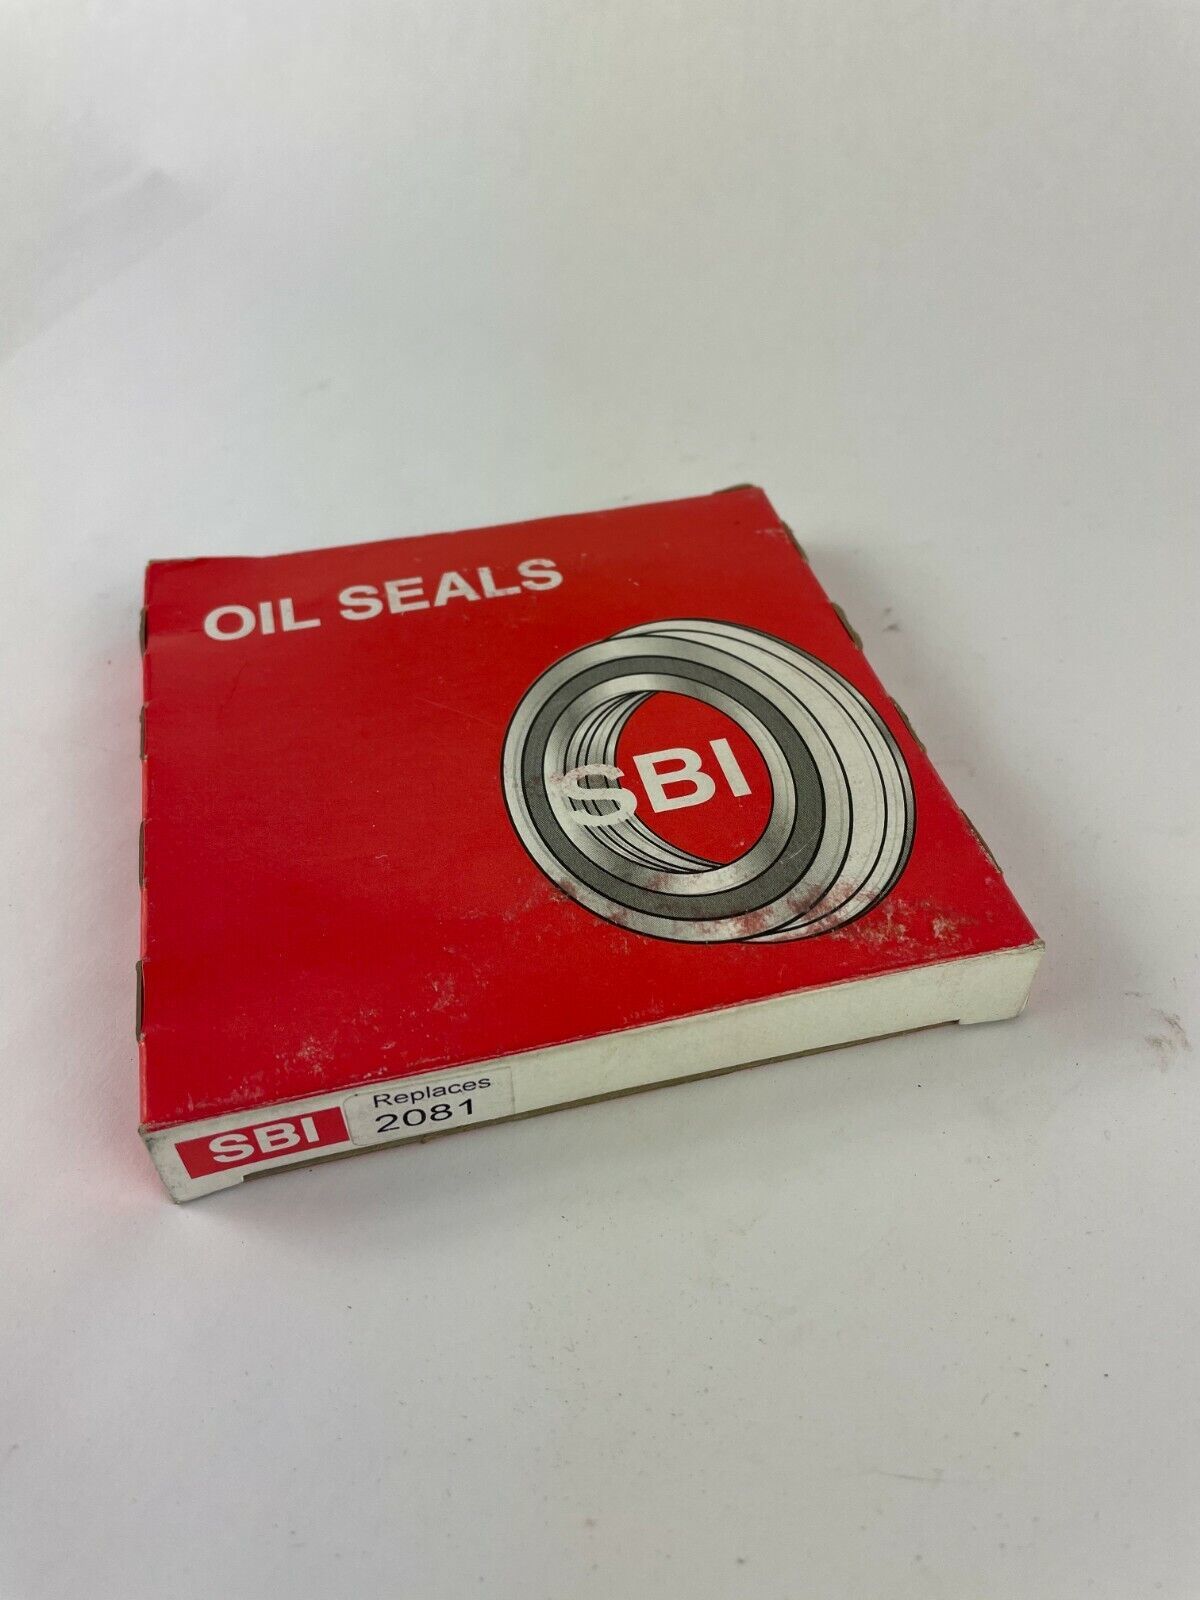 OIL SEALS
SBI
SBI
Replaces
2081